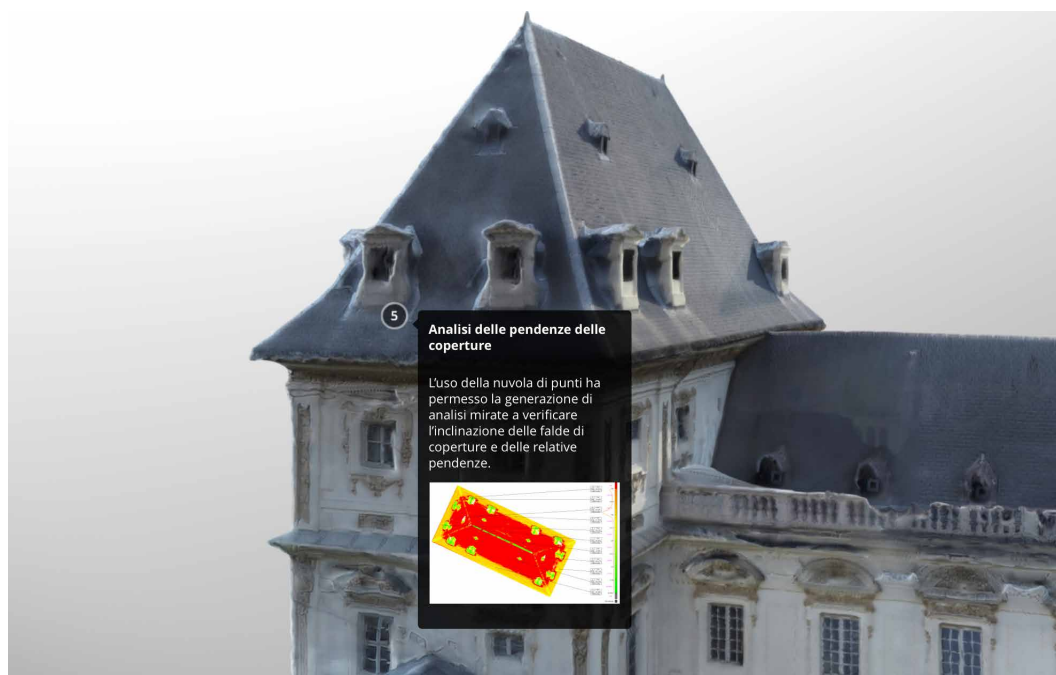 5
Analisi delle pendenze delle
coperture
L'uso della nuvola di punti ha
permesso la generazione di
analisi mirate a verificare
l'inclinazione delle falde di
coperture e delle relative
pendenze.